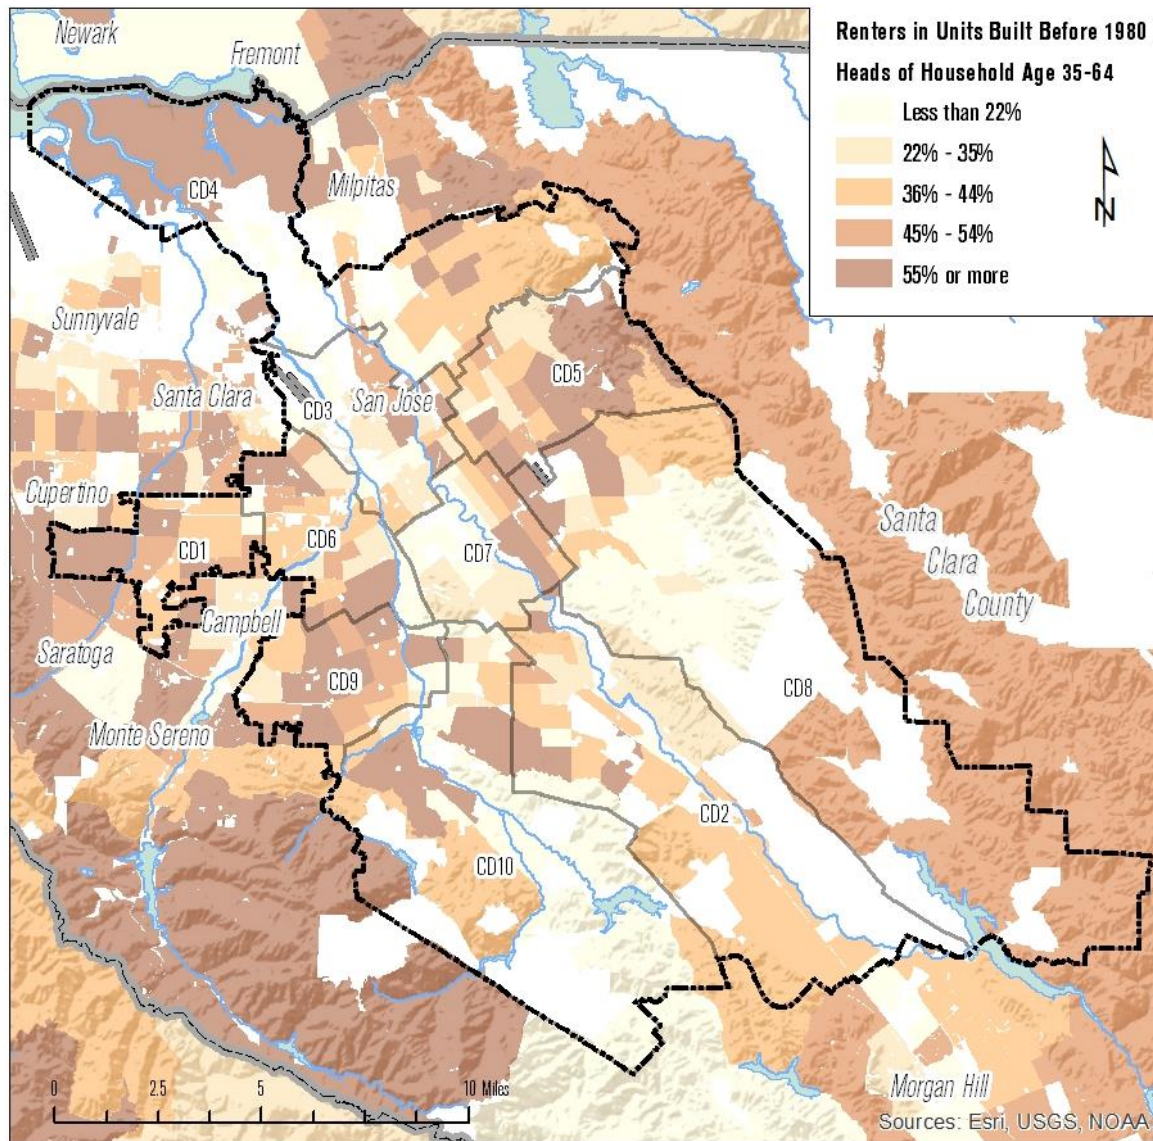 Renters in Units Built Before 1980
Heads of Household Age 35-64
Less than 22%
22% - 35%
36% - 44%
45% - 54%
55% or more
N
Newark
Fremont
CD4
Milpitas
Sunnyvale
Santa Clara
CD3
San Jose
CD5
Cupertino
CD1
CD6
CD7
Santa
Clara
County
Campbell
Saratoga
CD9
CD8
Monte Sereno
CD2
CD10
0 2.5 5 10 Miles
Morgan Hill
Sources: Esri, USGS, NOAA